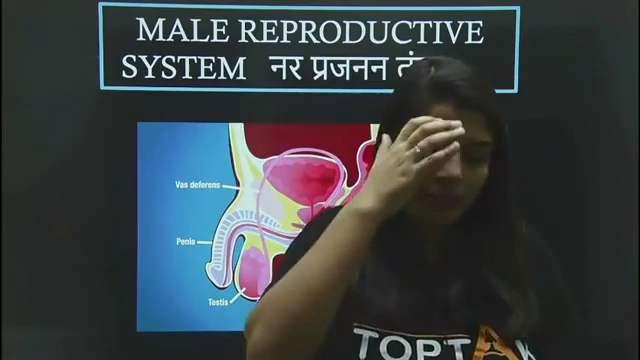 MALE REPRODUCTIVE
SYSTEM नर प्रजनन
Vas deferens
Penis
Testis